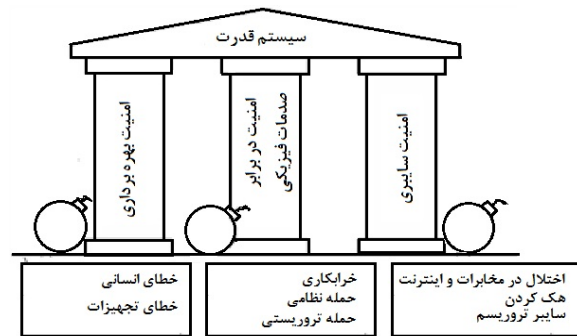 سیستم قدرت
امنیت سایبری
امنیت در برابر
صدمات فیزیکی
امنیت بهره برداری
اختلال در مخابرات و اینترنت
هک کردن
سایبر تروریسم
خرابکاری
حمله نظامی
حمله تروریستی
خطای انسانی
خطای تجهیزات